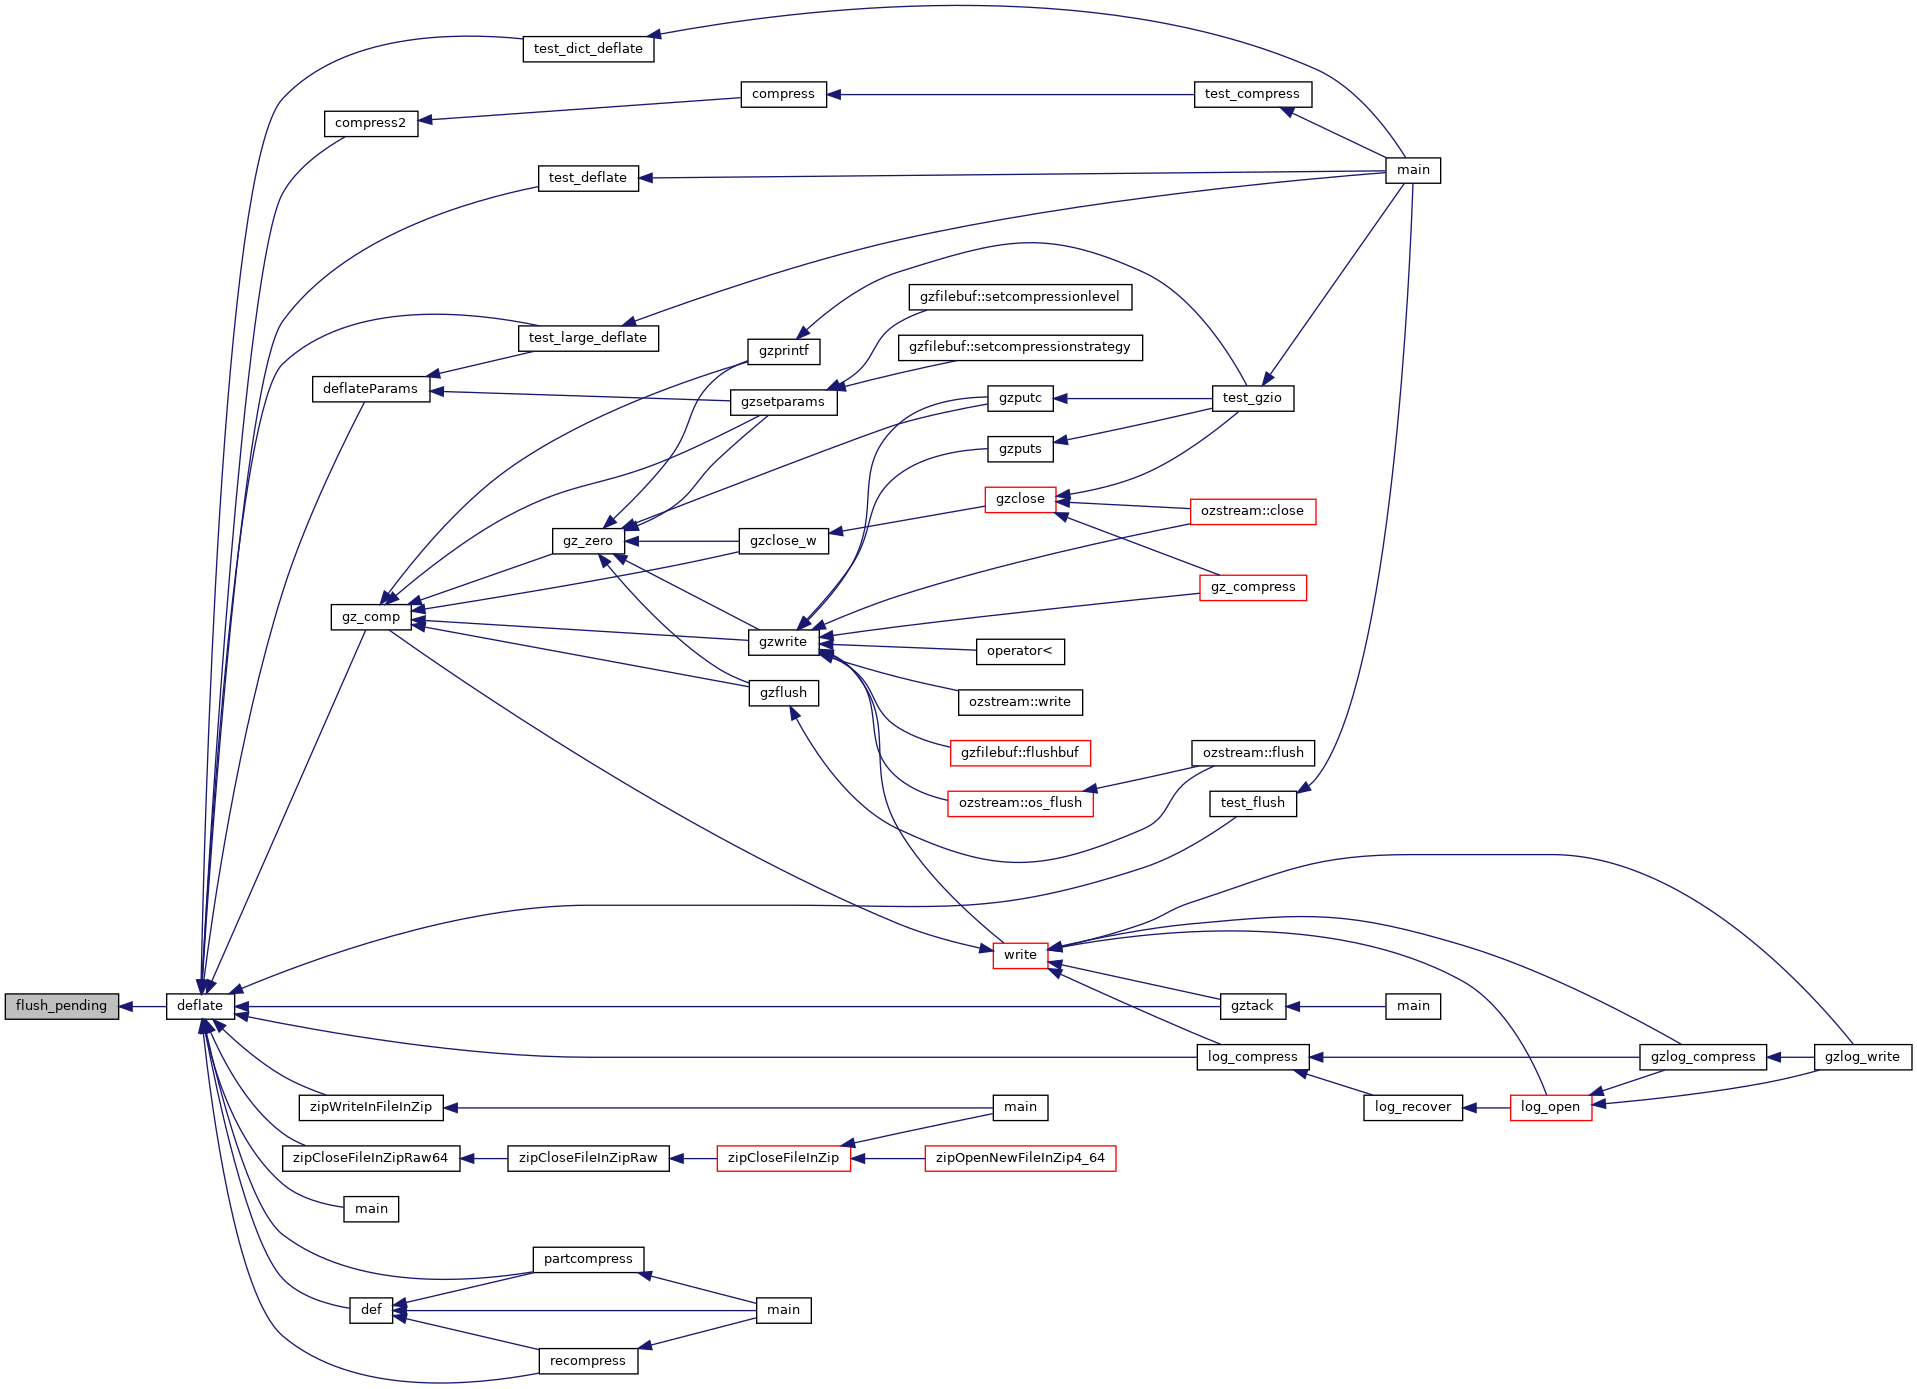 test_dict_deflate
compress
test_compress
compress2
main
test_deflate
gzfilebuf::setcompressionlevel
test_large_deflate
gzprintf
gzfilebuf::setcompressionstrategy
deflateParams
gzsetparams
gzputc
test_gzio
gzputs
gzclose
ozstream::close
gz_zero
gzclose_w
gz_compress
gz_comp
gzwrite
operator<
gzflush
ozstream::write
gzfilebuf::flushbuf
ozstream::flush
ozstream::os_flush
test_flush
write
flush_pending
deflate
gztack
main
log_compress
gzlog_compress
gzlog_write
zipWriteInFileInZip
main
log_recover
log_open
zipCloseFileInZipRaw64
zipCloseFileInZipRaw
zipCloseFileInZip
zipOpenNewFileInZip4_64
main
partcompress
def
main
recompress